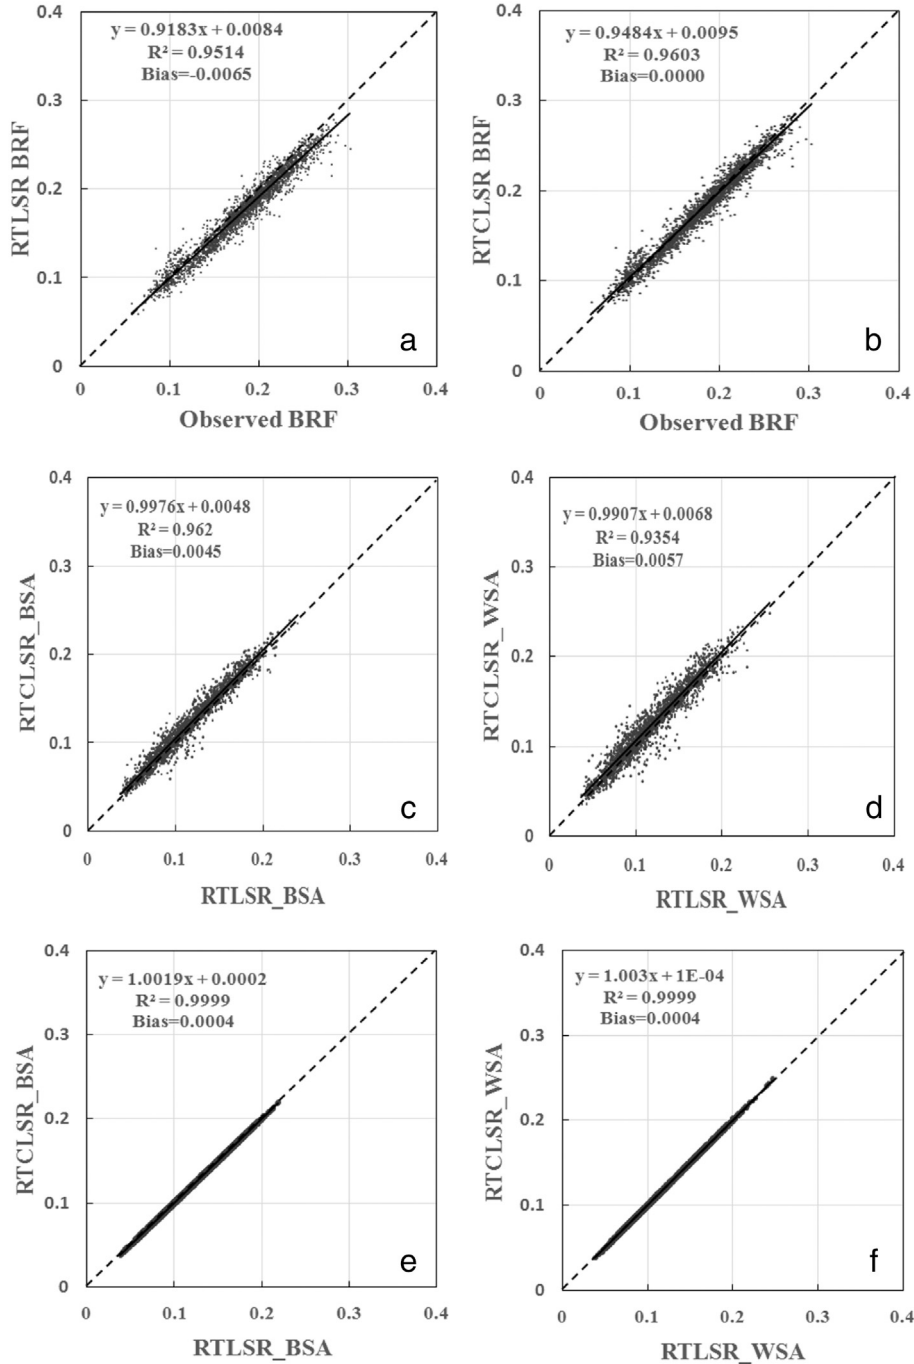 0.4
y = 0.9183x + 0.0084
R² = 0.9514
Bias=-0.0065
0.3
0.2
0.1
0
RTLSR BRF
a
0 0.1 0.2 0.3 0.4
Observed BRF
0.4
y = 0.9484x + 0.0095
R² = 0.9603
Bias=0.0000
0.3
0.2
0.1
0
RTCLSR BRF
b
0 0.1 0.2 0.3 0.4
Observed BRF
0.4
y = 0.9976x + 0.0048
R² = 0.962
Bias=0.0045
0.3
0.2
0.1
0
RTCLSR_BSA
c
0 0.1 0.2 0.3 0.4
RTLSR_BSA
0.4
y = 0.9907x + 0.0068
R² = 0.9354
Bias=0.0057
0.3
0.2
0.1
0
RTCLSR_WSA
d
0 0.1 0.2 0.3 0.4
RTLSR_WSA
0.4
y = 1.0019x + 0.0002
R² = 0.9999
Bias=0.0004
0.3
0.2
0.1
0
RTCLSR_BSA
e
0 0.1 0.2 0.3 0.4
RTLSR_BSA
0.4
y = 1.003x + 1E-04
R² = 0.9999
Bias=0.0004
0.3
0.2
0.1
0
RTCLSR_WSA
f
0 0.1 0.2 0.3 0.4
RTLSR_WSA